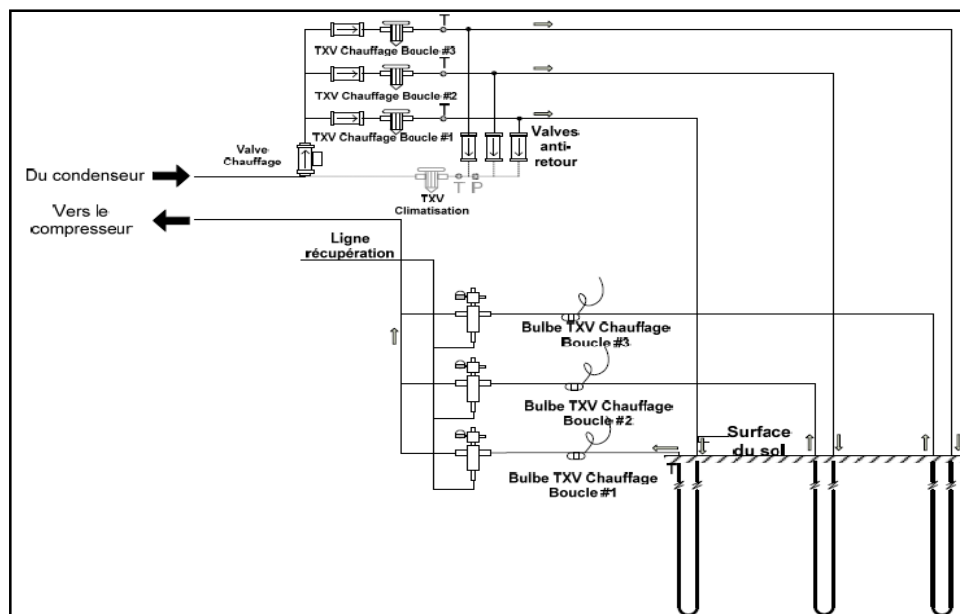 T
TXV Chauffage Boucle #3
T
TXV Chauffage Boucle #2
T
TXV Chauffage Boucle #1
Valves
anti-
retour
Valve
Chauffage
Du condenseur
T P
TXV
Climatisation
Vers le
compresseur
Ligne
récupération
Bulbe TXV Chauffage
Boucle #3
Bulbe TXV Chauffage
Boucle #2
Surface
du sol
T
T
Bulbe TXV Chauffage
Boucle #1